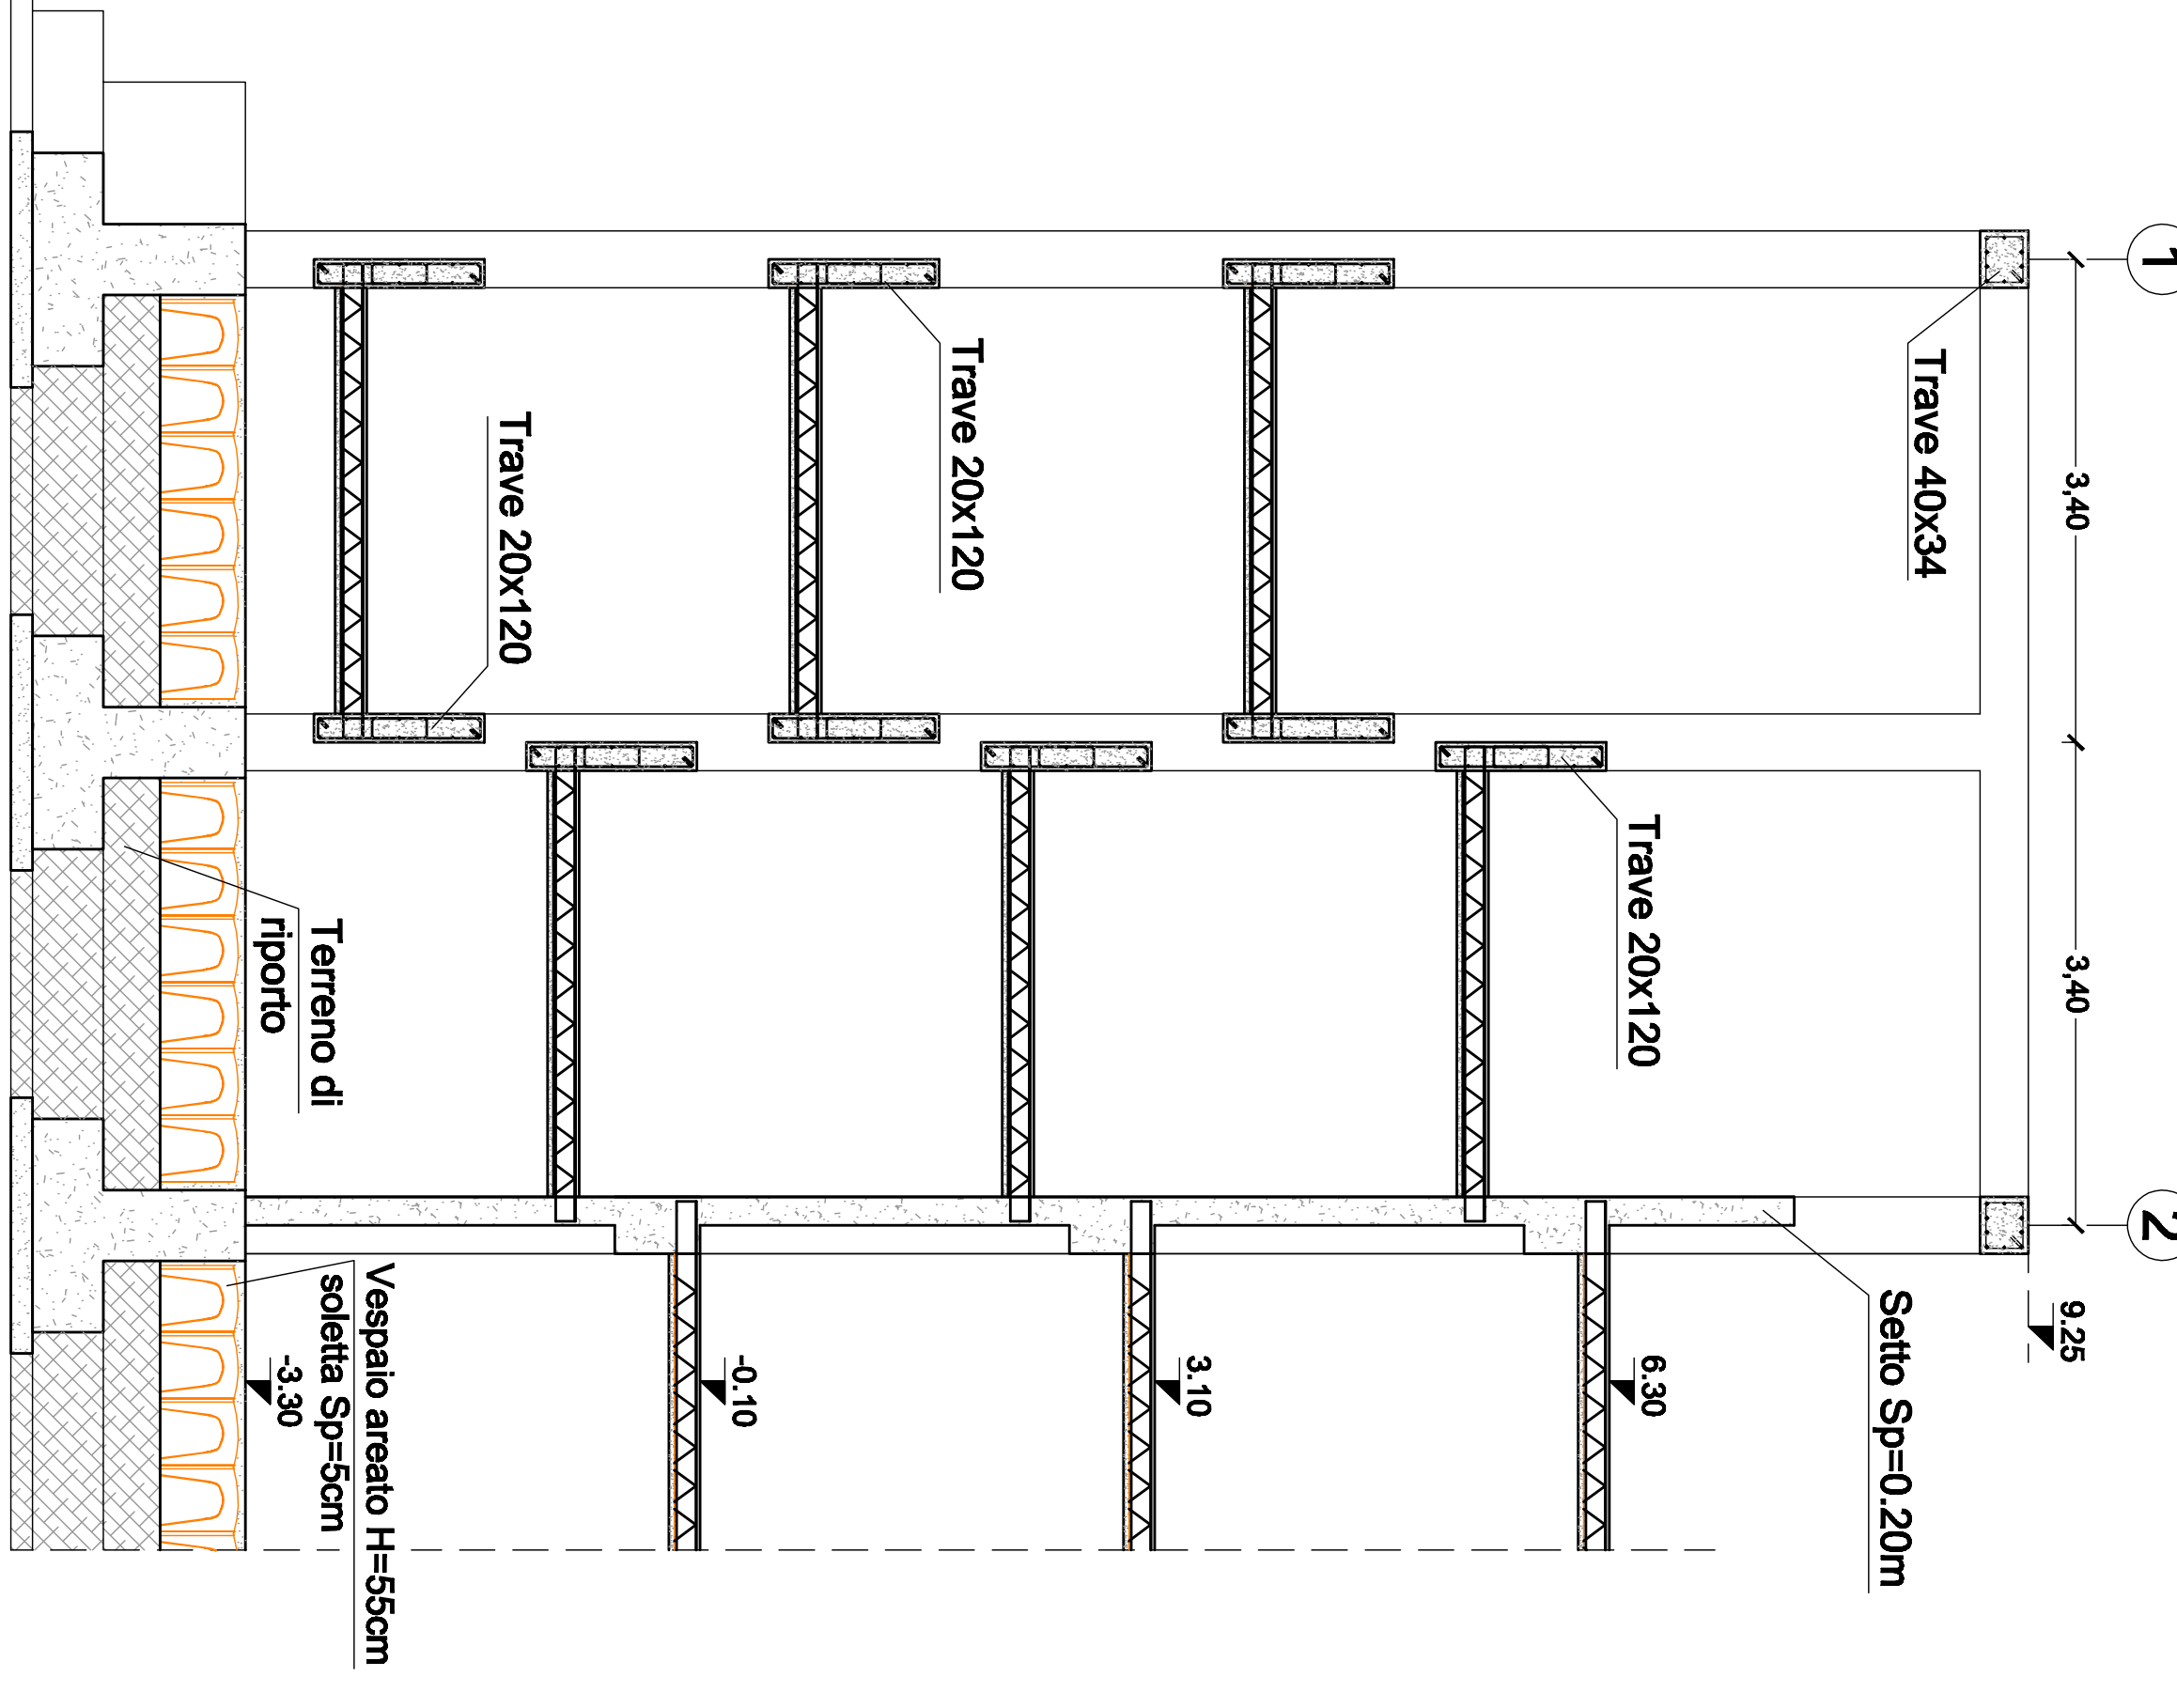 1
2
3,40
3,40
9.25
Trave 40x34
Setto Sp=0.20m
6.30
Trave 20x120
3.10
Trave 20x120
-0.10
Trave 20x120
Terreno di
riporto
Vespaio areato H=55cm
soletta Sp=5cm
-3.30